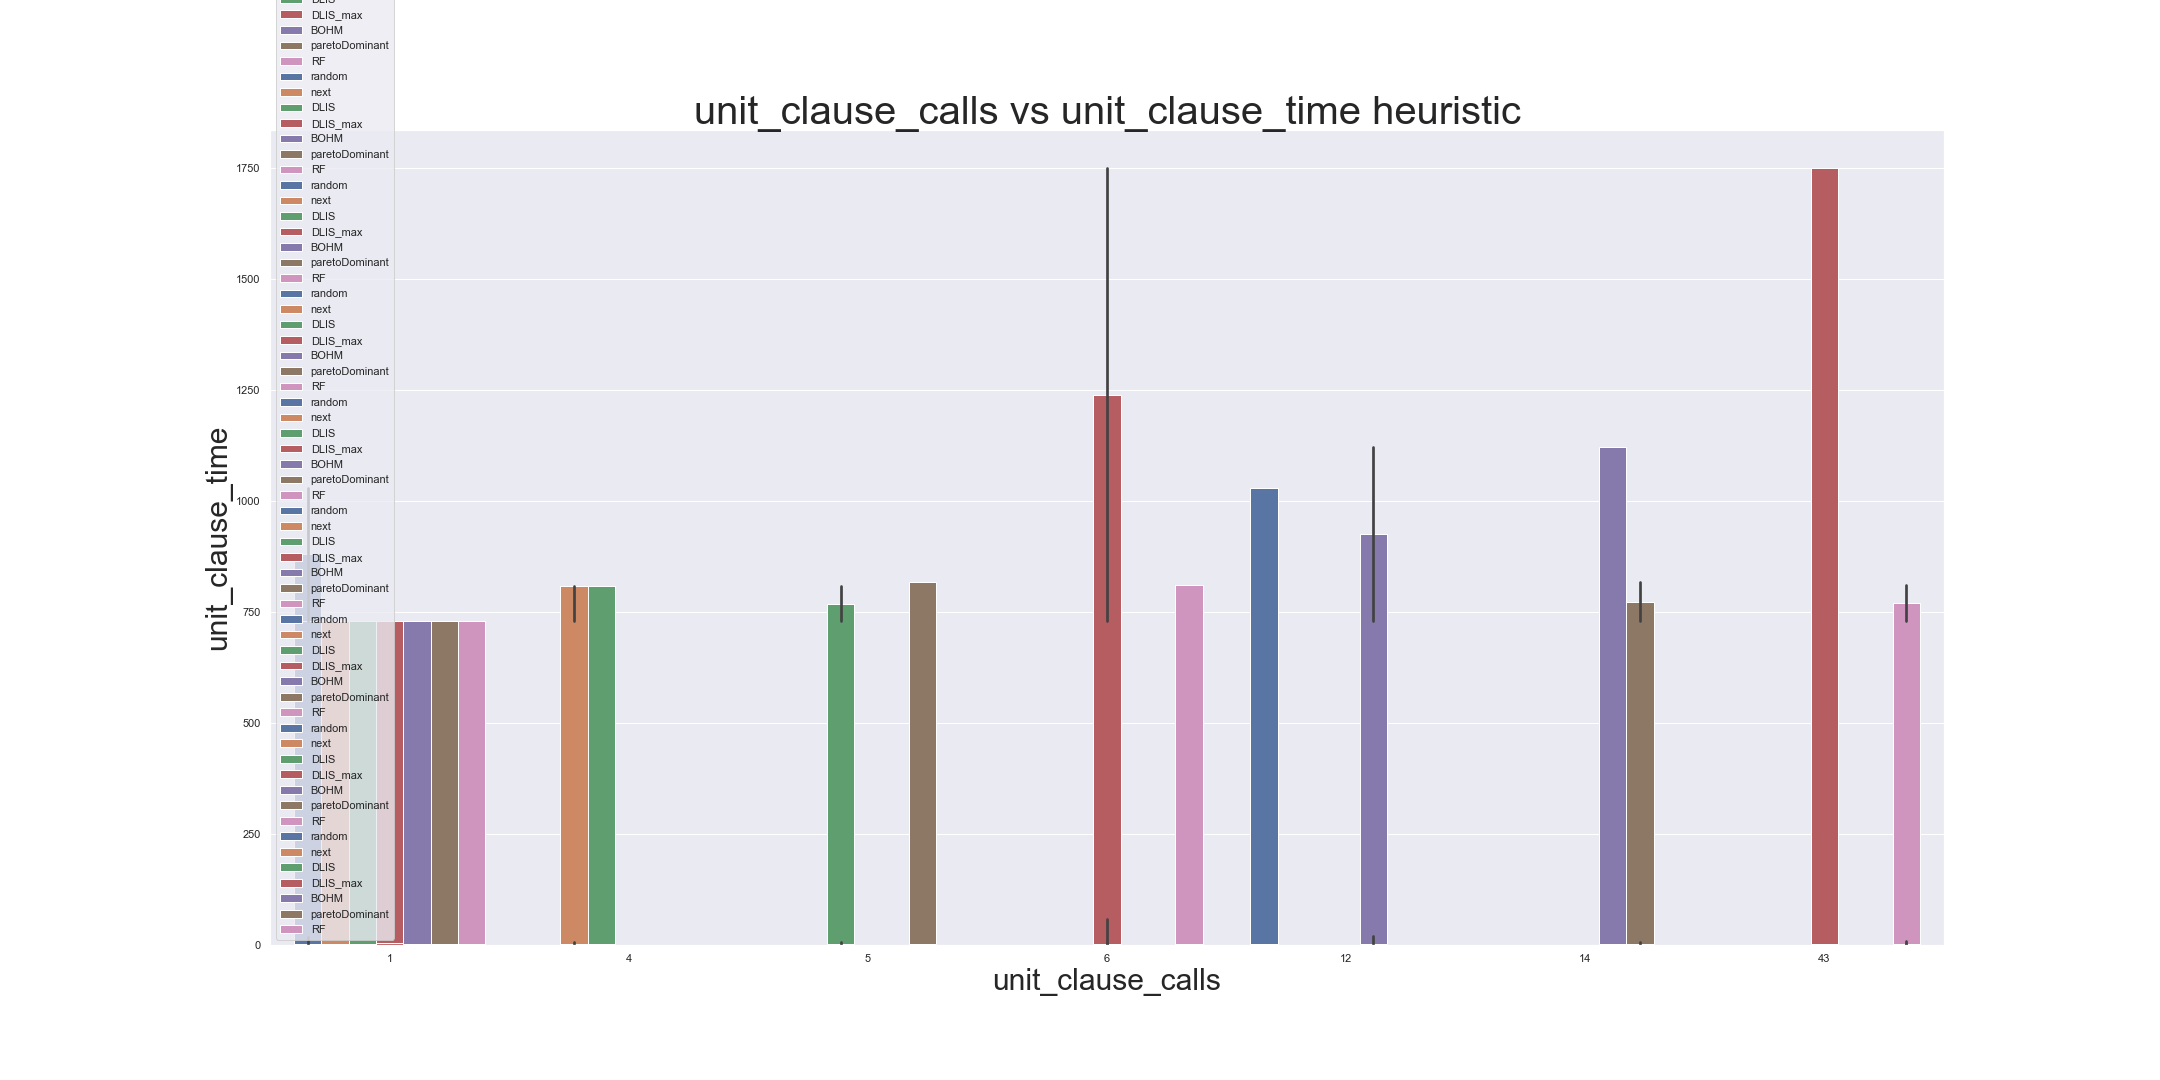 DLIS
DLIS_max
BOHM
paretoDominant
RF
random
next
DLIS
DLIS_max
BOHM
paretoDominant
RF
random
next
DLIS
DLIS_max
BOHM
paretoDominant
RF
random
next
DLIS
DLIS_max
BOHM
paretoDominant
RF
random
next
DLIS
DLIS_max
BOHM
paretoDominant
RF
random
next
DLIS
DLIS_max
BOHM
paretoDominant
RF
random
next
DLIS
DLIS_max
BOHM
paretoDominant
RF
random
next
DLIS
DLIS_max
BOHM
paretoDominant
RF
random
next
DLIS
DLIS_max
BOHM
paretoDominant
RF
unit_clause_calls vs unit_clause_time heuristic
unit_clause_time
1750
1500
1250
1000
750
500
250
0
1 4 5 6 12 14 43
unit_clause_calls